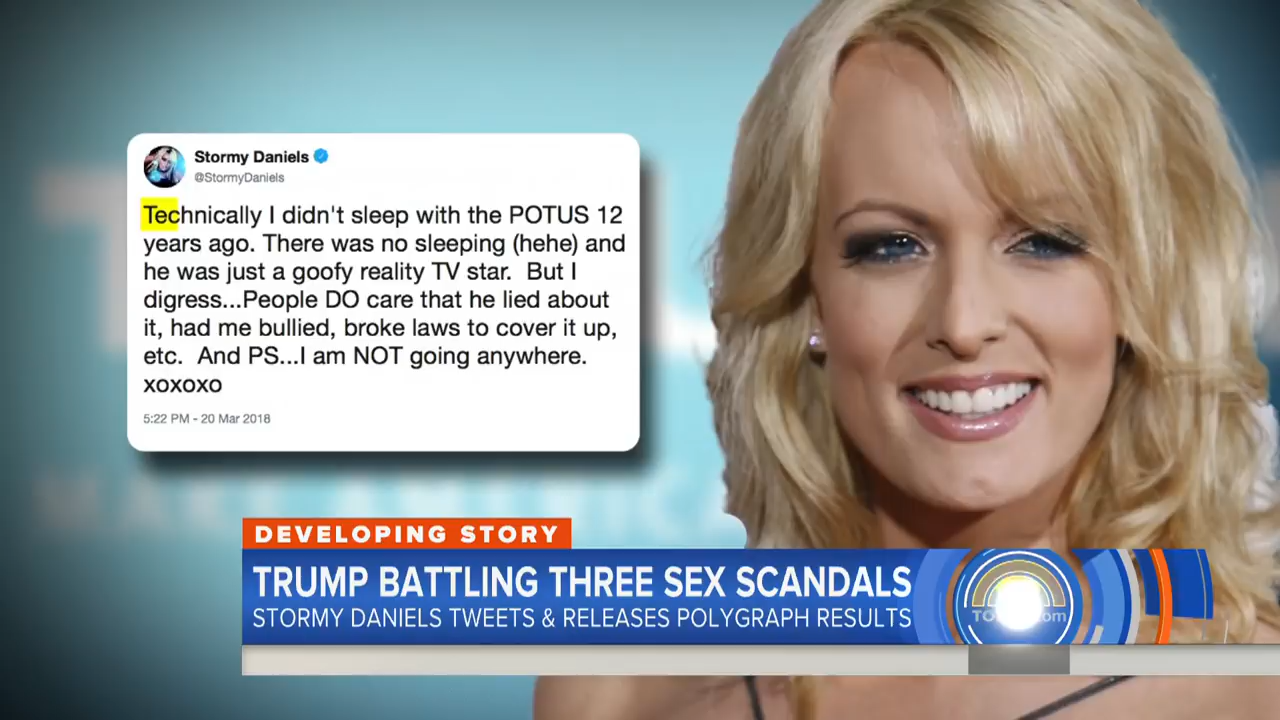 Stormy Daniels
@StormyDaniels
Technically I didn't sleep with the POTUS 12
years ago. There was no sleeping (hehe) and
he was just a goofy reality TV star. But I
digress...People DO care that he lied about
it, had me bullied, broke laws to cover it up,
etc. And PS...I am NOT going anywhere.
xoxoxo
5:22 PM - 20 Mar 2018
DEVELOPING STORY
TRUMP BATTLING THREE SEX SCANDALS
STORMY DANIELS TWEETS & RELEASES POLYGRAPH RESULTS